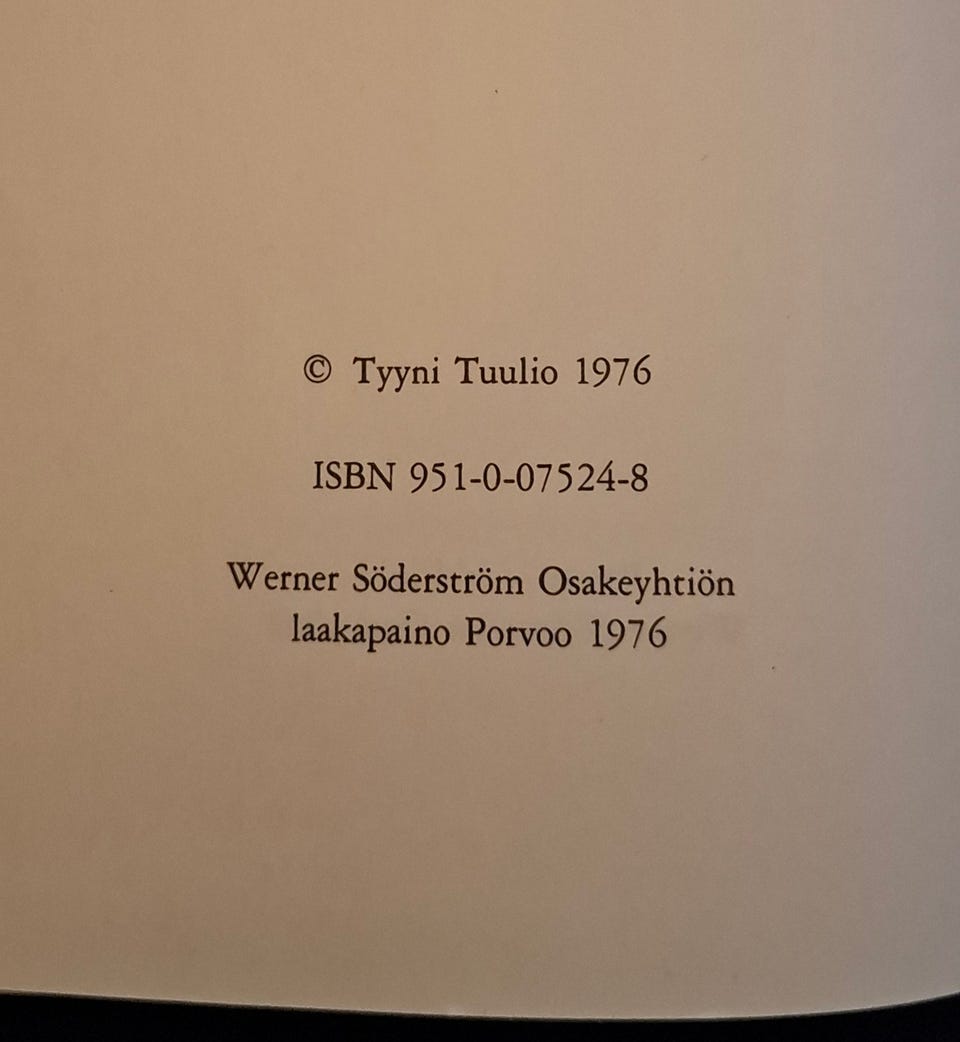 © Tyyni Tuulio 1976
ISBN 951-0-07524-8
Werner Söderström Osakeyhtiön
laakapaino Porvoo 1976